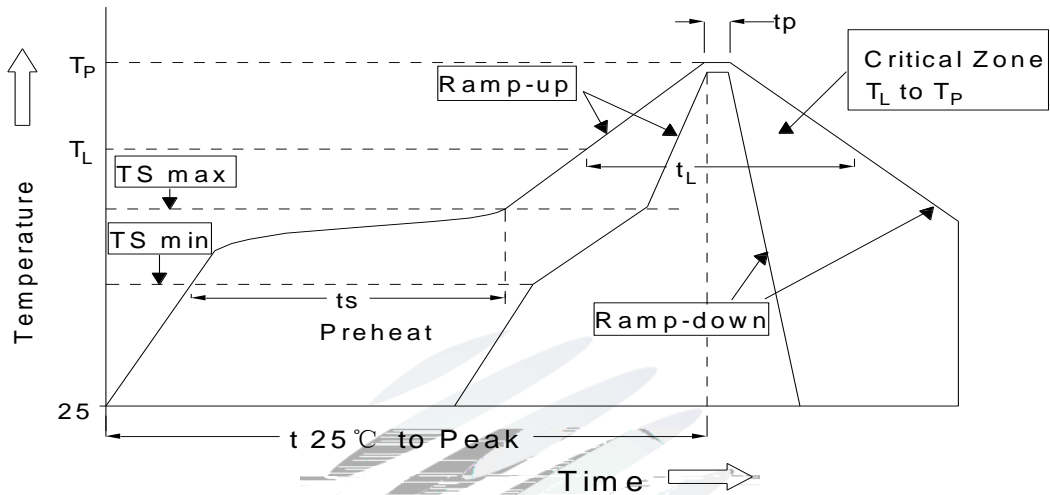 tp
T_P
Ramp-up
Critical Zone
T_L to T_P
T_L
TS max
t_L
TS min
Temperature
ts
Preheat
Ramp-down
25
t 25℃ to Peak
Time